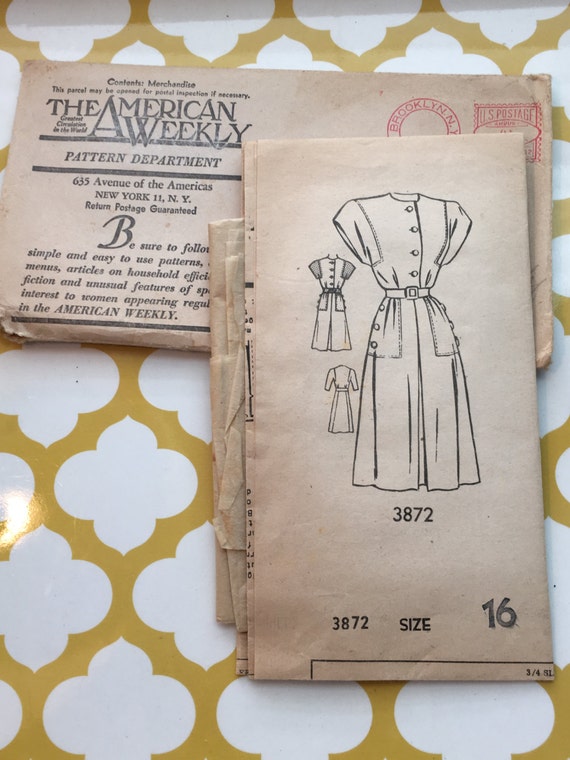 Contents: Merchandise
This parcel may be opened for postal inspection if necessary.
THE AMERICAN
Greatest
Circulation
in the World
WEEKLY
PATTERN DEPARTMENT
635 Avenue of the Americas
NEW YORK 11, N. Y.
Return Postage Guaranteed
Be sure to follow
simple and easy to use patterns,
menus, articles on household
fiction and unusual features of
interest to women appearing
in the AMERICAN WEEKLY.
BROOKLYN, N.Y.
U.S. POSTAGE
3872
3872 SIZE 16
3/4 SL